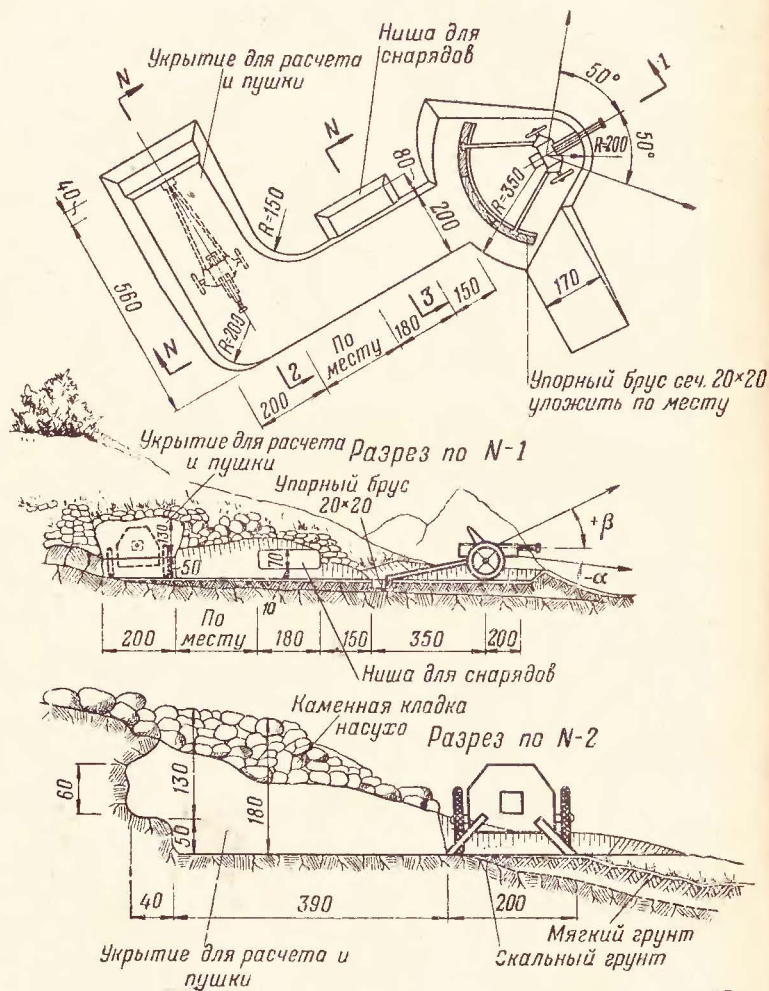 Укрытие для расчета
и пушки
Ниша для
снарядов
N
N
1
50°
50°
R=200
80
R=350
40
R=150
200
560
170
N
R=200
2
3
200
По
месту
180
150
Упорный брус сеч. 20×20
уложить по месту
Укрытие для расчета
и пушки
Разрез по N-1
Упорный брус
20×20
+β
130
50
70
-α
10
200
По
месту
180
150
350
200
Ниша для снарядов
Каменная кладка
насухо
Разрез по N-2
60
130
50
180
40
390
200
Мягкий грунт
Скальный грунт
Укрытие для расчета и
пушки